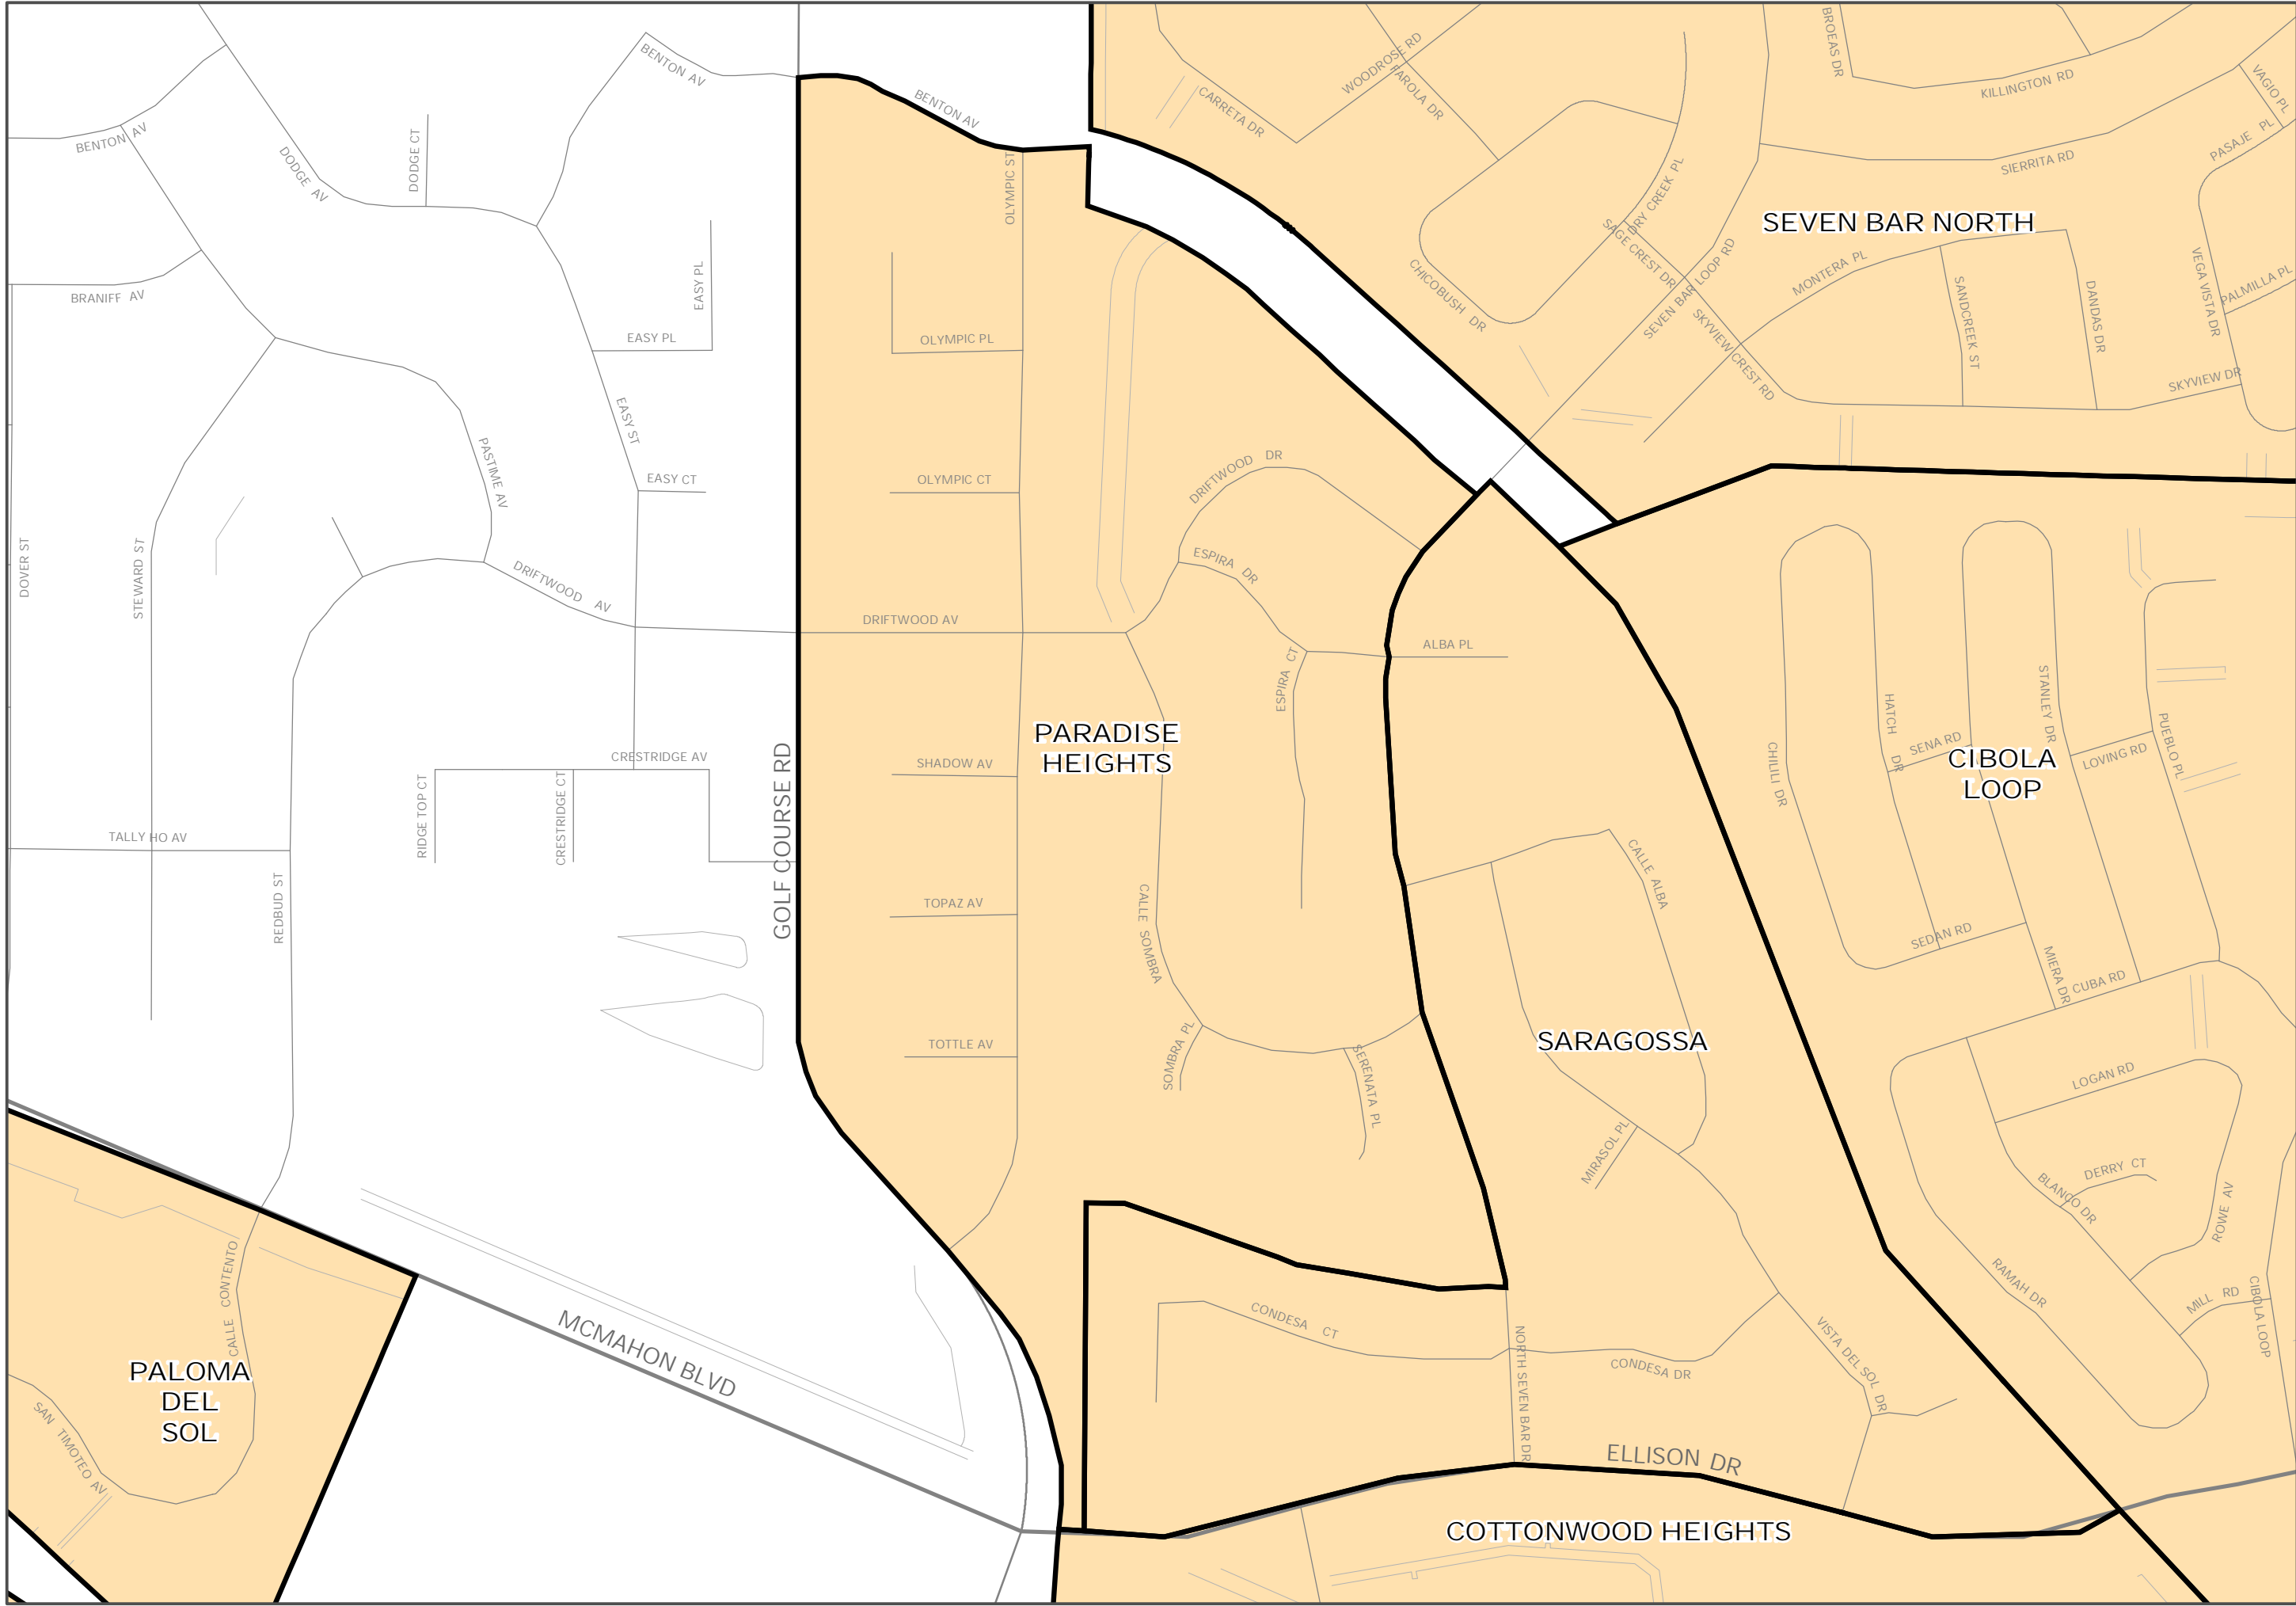 BROEAS DR
WOODROSE RD
BENTON AV
FAROLA DR
KILLINGTON RD
VAGIO PL
CARRETA DR
BENTON AV
BENTON AV
PASAJE PL
DODGE CT
DODGE AV
OLYMPIC ST
SIERRITA RD
DRY CREEK PL
SEVEN BAR NORTH
SAGE CREST DR
EASY PL
BRANIFF AV
CHICOBUSH DR
SEVEN BAR LOOP RD
MONTERA PL
SANDCREEK ST
DANDAS DR
VEGA VISTA DR
PALMILLA PL
EASY PL
OLYMPIC PL
SKYVIEW CREST RD
SKYVIEW DR
EASY ST
PASTIME AV
EASY CT
OLYMPIC CT
DRIFTWOOD DR
DOVER ST
STEWARD ST
DRIFTWOOD AV
ESPIRA DR
DRIFTWOOD AV
ALBA PL
ESPIRA CT
STANLEY DR
HATCH DR
PUEBLO PL
PARADISE
HEIGHTS
CRESTRIDGE AV
SHADOW AV
SENA RD
LOVING RD
CIBOLA
LOOP
CHILILI DR
RIDGE TOP CT
CRESTRIDGE CT
GOLF COURSE RD
TALLY HO AV
CALLE ALBA
REDBUD ST
TOPAZ AV
CALLE SOMBRA
SEDAN RD
MIERA DR
CUBA RD
TOTTLE AV
SOMBRA PL
SERENATA PL
SARAGOSSA
LOGAN RD
MIRASOL PL
DERRY CT
BLANCO DR
ROWE AV
CALLE CONTENTO
RAMAH DR
MILL RD
CIBOLA LOOP
MCMAHON BLVD
CONDESA CT
NORTH SEVEN BAR DR
CONDESA DR
VISTA DEL SOL DR
PALOMA
DEL
SOL
SAN TIMOTEO AV
ELLISON DR
COTTONWOOD HEIGHTS